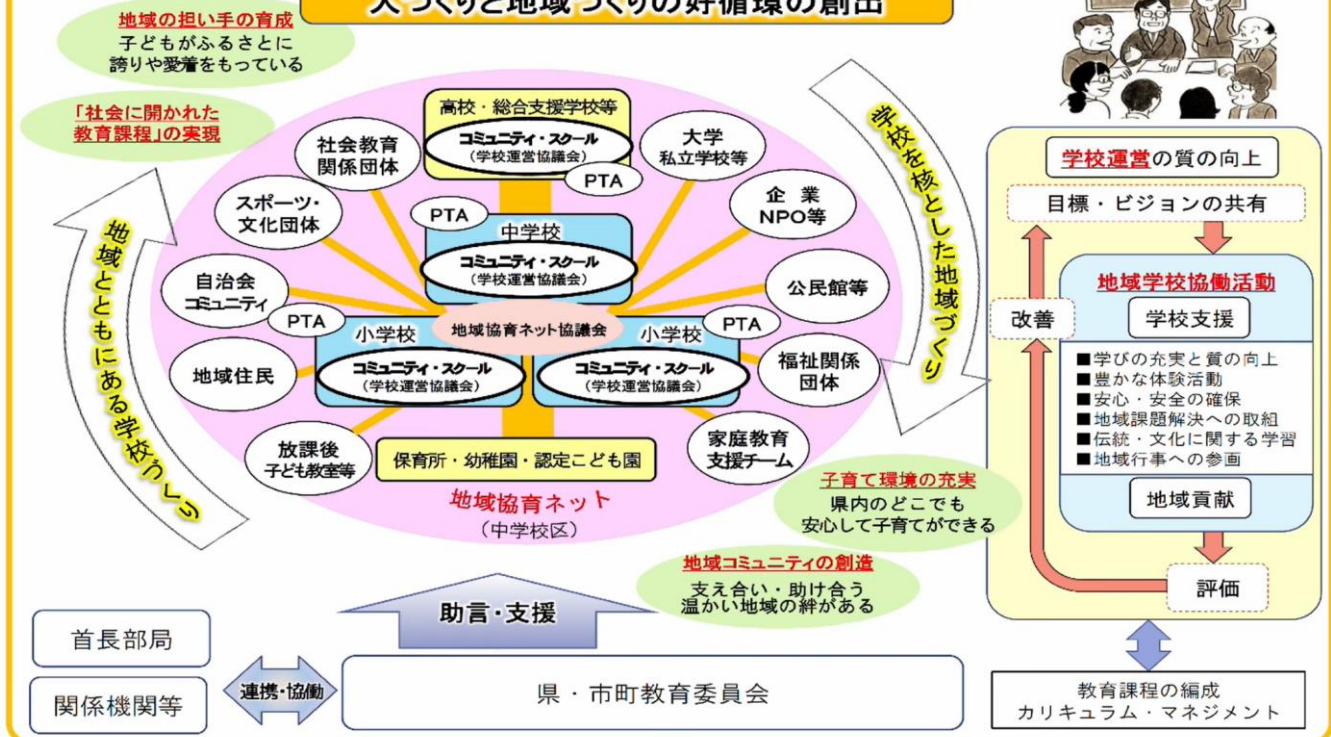 人づくりと地域づくりの好循環の創出
地域の担い手の育成
子どもがふるさとに
誇りや愛着をもっている
「社会に開かれた
教育課程」の実現
地域とともにある学校づくり
学校を核とした地域づくり
高校・総合支援学校等
コミュニティ・スクール
(学校運営協議会)
PTA
社会教育
関係団体
大学
私立学校等
スポーツ・
文化団体
PTA
中学校
コミュニティ・スクール
(学校運営協議会)
企業
NPO等
自治会
コミュニティ
公民館等
PTA
小学校
コミュニティ・スクール
(学校運営協議会)
地域協育ネット協議会
小学校
PTA
コミュニティ・スクール
(学校運営協議会)
地域住民
福祉関係
団体
放課後
子ども教室等
保育所・幼稚園・認定こども園
家庭教育
支援チーム
地域協育ネット
(中学校区)
子育て環境の充実
県内のどこでも
安心して子育てができる
地域コミュニティの創造
支え合い・助け合う
温かい地域の絆がある
助言・支援
首長部局
関係機関等
連携・協働
県・市町教育委員会
学校運営の質の向上
目標・ビジョンの共有
地域学校協働活動
学校支援
■学びの充実と質の向上
■豊かな体験活動
■安心・安全の確保
■地域課題解決への取組
■伝統・文化に関する学習
■地域行事への参画
地域貢献
改善
評価
教育課程の編成
カリキュラム・マネジメント